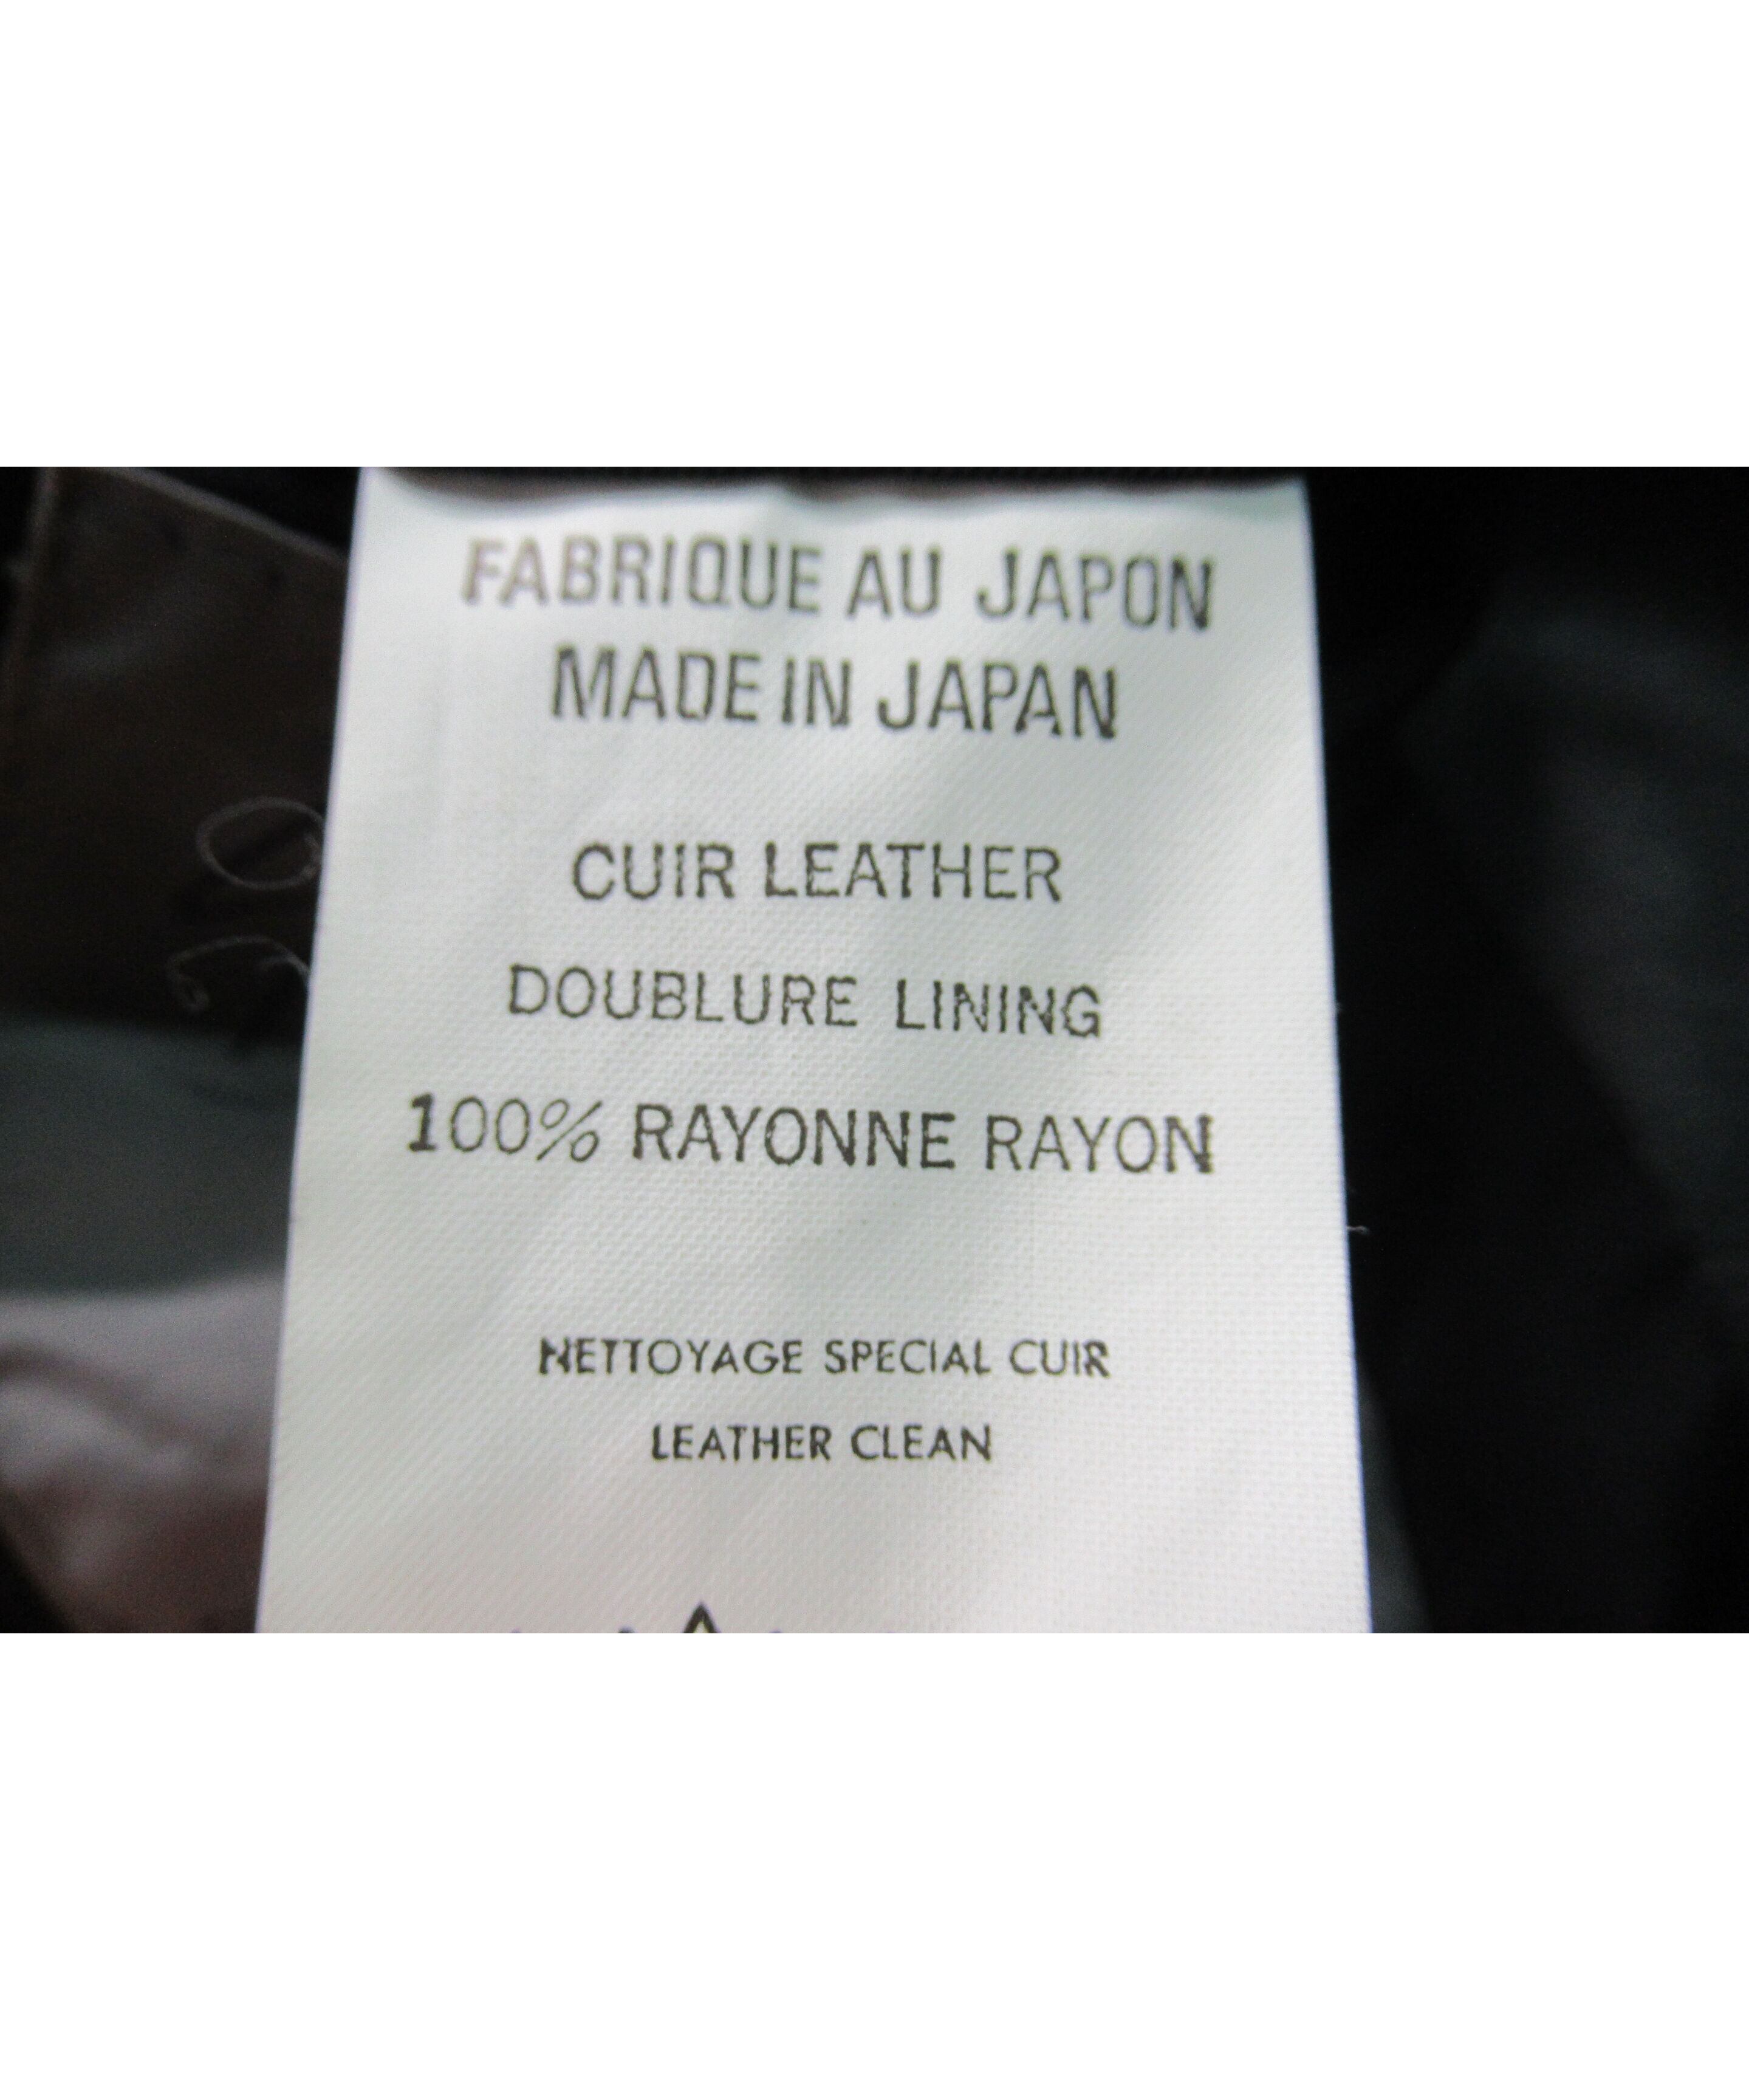 FABRIQUE AU JAPON
MADE IN JAPAN
CUIR LEATHER
DOUBLURE LINING
100% RAYONNE RAYON
NETTOYAGE SPECIAL CUIR
LEATHER CLEAN